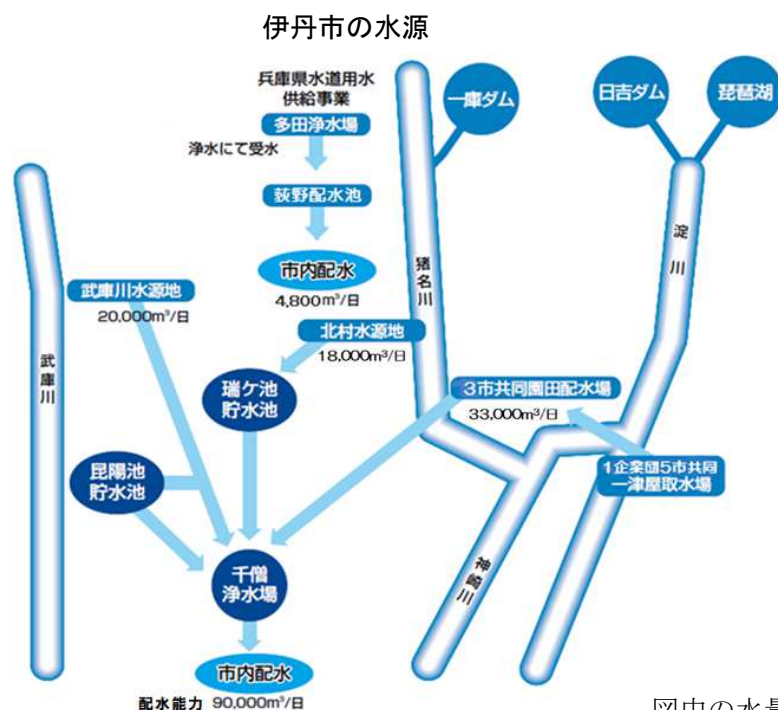 伊丹市の水源
兵庫県水道用水
供給事業
多田浄水場
浄水にて受水
荻野配水池
市内配水
4,800m³/日
一庫ダム
日吉ダム
琵琶湖
淀川
猪名川
武庫川
武庫川水源地
20,000m³/日
北村水源地
18,000m³/日
瑞ケ池
貯水池
3市共同園田配水場
33,000m³/日
1企業団5市共同
一津屋取水場
昆陽池
貯水池
千僧
浄水場
神崎川
市内配水
配水能力 90,000m³/日
図中の水量